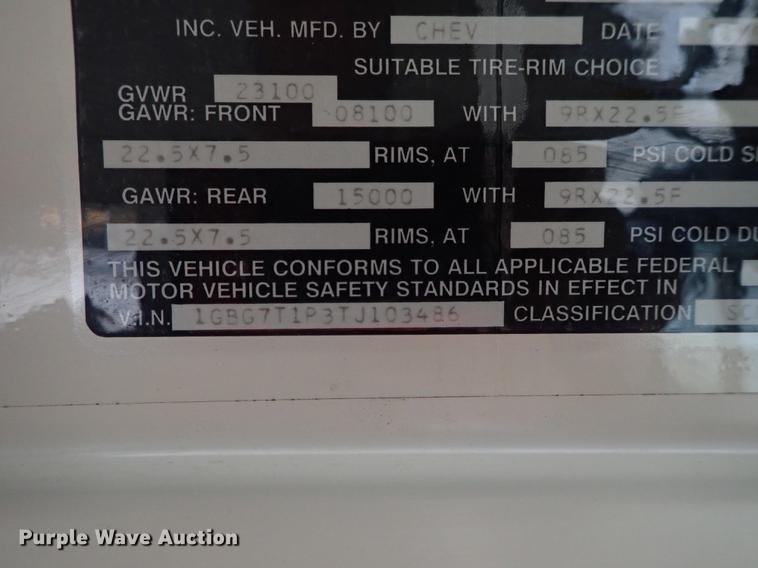 INC. VEH. MFD. BY CHEV DATE
SUITABLE TIRE-RIM CHOICE
GVWR 23100
GAWR: FRONT 08100 WITH 9RX22.5F
22.5X7.5 RIMS, AT 085 PSI COLD
GAWR: REAR 15000 WITH 9RX22.5F
22.5X7.5 RIMS, AT 085 PSI COLD
THIS VEHICLE CONFORMS TO ALL APPLICABLE FEDERAL
MOTOR VEHICLE SAFETY STANDARDS IN EFFECT IN
V.I.N. 1GBG7T1P3TJ103486 CLASSIFICATION SC
Purple Wave Auction